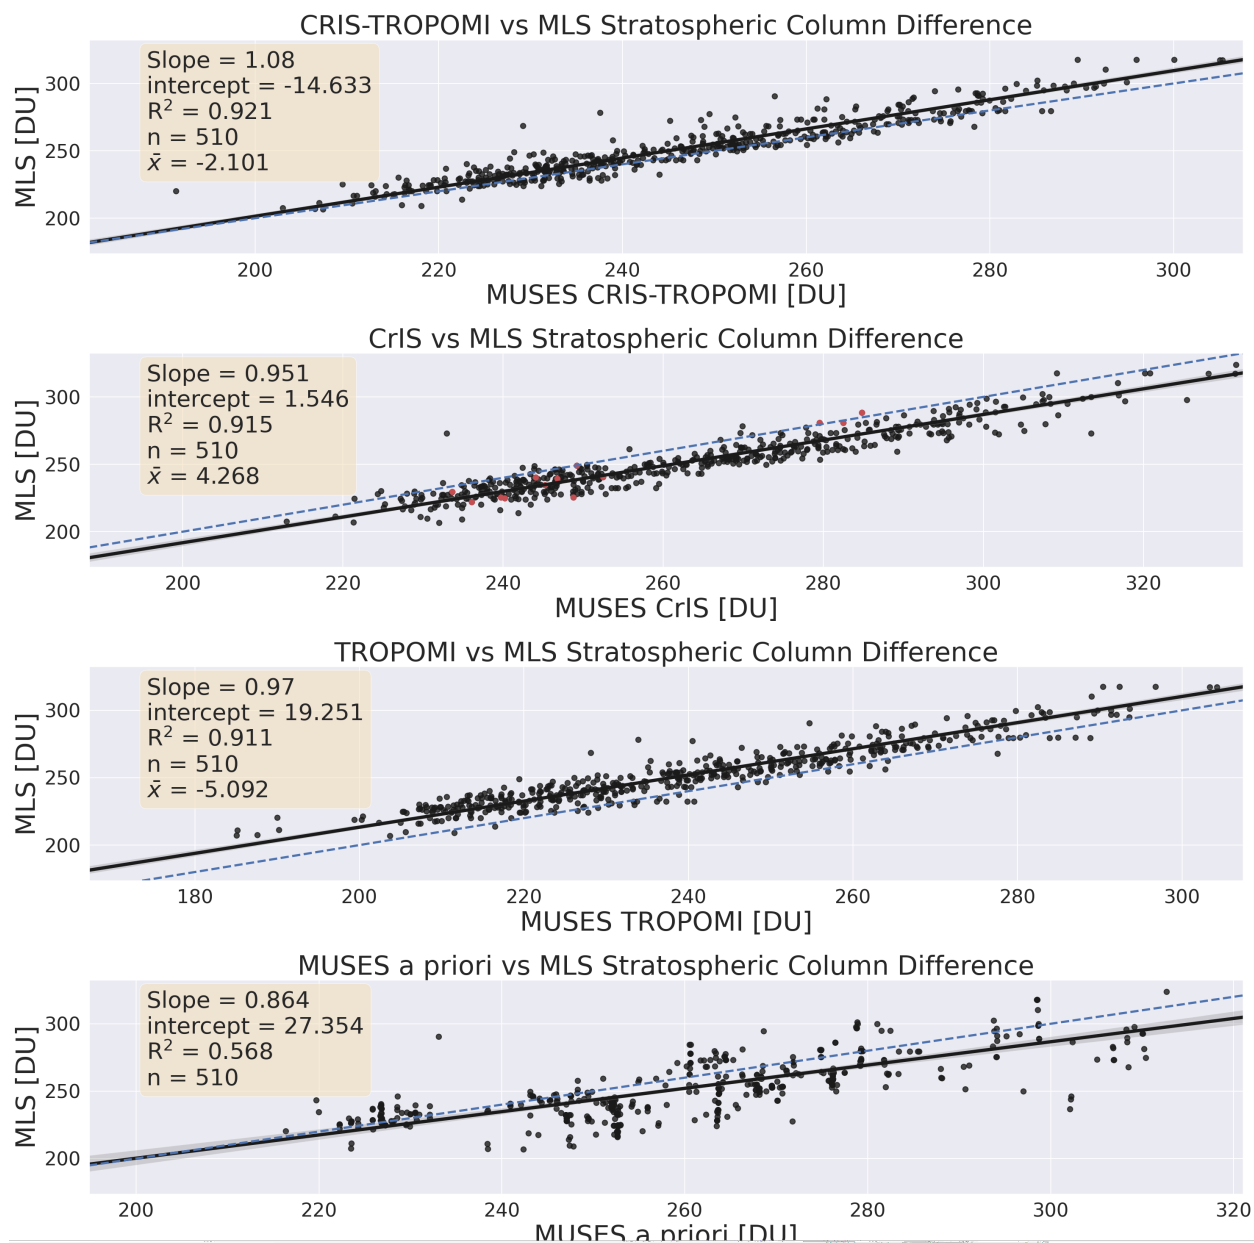 CRIS-TROPOMI vs MLS Stratospheric Column Difference
Slope = 1.08
intercept = -14.633
R² = 0.921
n = 510
x̄ = -2.101
MLS [DU]
300
250
200
200 220 240 260 280 300
MUSES CRIS-TROPOMI [DU]
CrIS vs MLS Stratospheric Column Difference
Slope = 0.951
intercept = 1.546
R² = 0.915
n = 510
x̄ = 4.268
MLS [DU]
300
250
200
200 220 240 260 280 300 320
MUSES CrIS [DU]
TROPOMI vs MLS Stratospheric Column Difference
Slope = 0.97
intercept = 19.251
R² = 0.911
n = 510
x̄ = -5.092
MLS [DU]
300
250
200
180 200 220 240 260 280 300
MUSES TROPOMI [DU]
MUSES a priori vs MLS Stratospheric Column Difference
Slope = 0.864
intercept = 27.354
R² = 0.568
n = 510
MLS [DU]
300
250
200
200 220 240 260 280 300 320
MUSES a priori [DU]